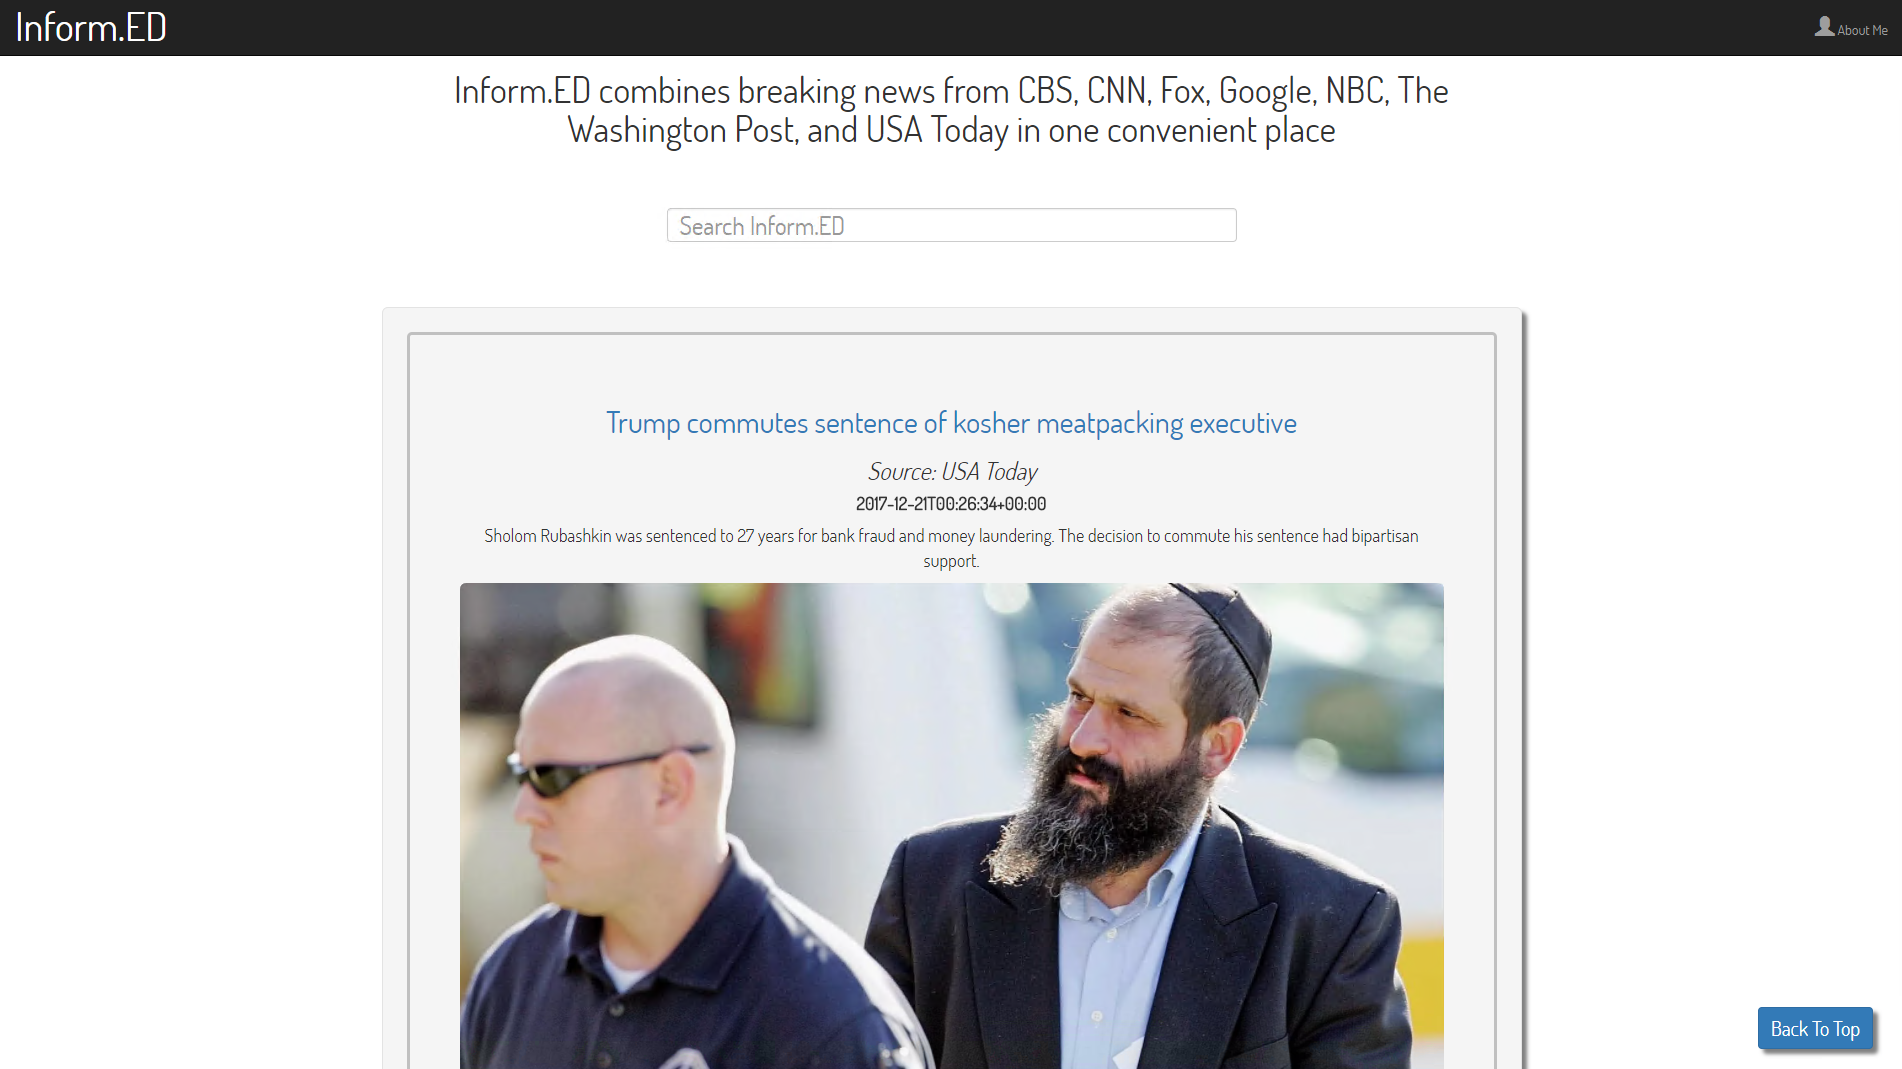 Inform.ED
About Me
Inform.ED combines breaking news from CBS, CNN, Fox, Google, NBC, The
Washington Post, and USA Today in one convenient place
Search Inform.ED
Trump commutes sentence of kosher meatpacking executive
Source: USA Today
2017-12-21T00:26:34+00:00
Sholom Rubashkin was sentenced to 27 years for bank fraud and money laundering. The decision to commute his sentence had bipartisan
support.
Back To Top